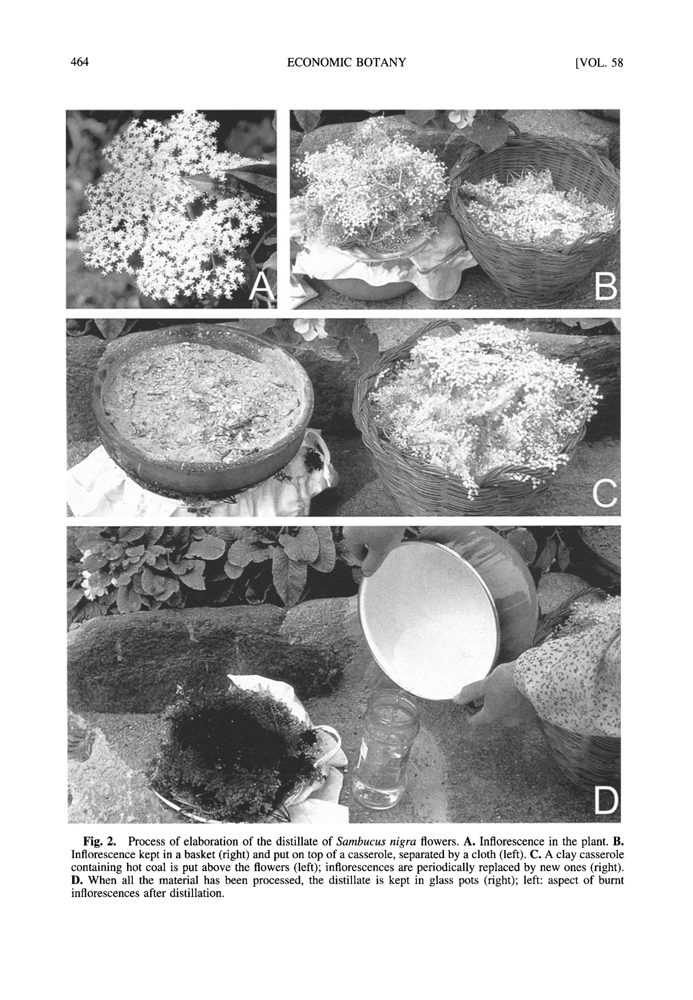 464
ECONOMIC BOTANY
[VOL. 58
A
B
C
D
Fig. 2. Process of elaboration of the distillate of Sambucus nigra flowers. A. Inflorescence in the plant. B.
Inflorescence kept in a basket (right) and put on top of a casserole, separated by a cloth (left). C. A clay casserole
containing hot coal is put above the flowers (left); inflorescences are periodically replaced by new ones (right).
D. When all the material has been processed, the distillate is kept in glass pots (right); left: aspect of burnt
inflorescences after distillation.